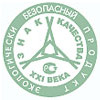 ЭКОЛОГИЧЕСКИ БЕЗОПАСНЫЙ ПРОДУКТ
ЗНАК КАЧЕСТВА
XXI ВЕКА